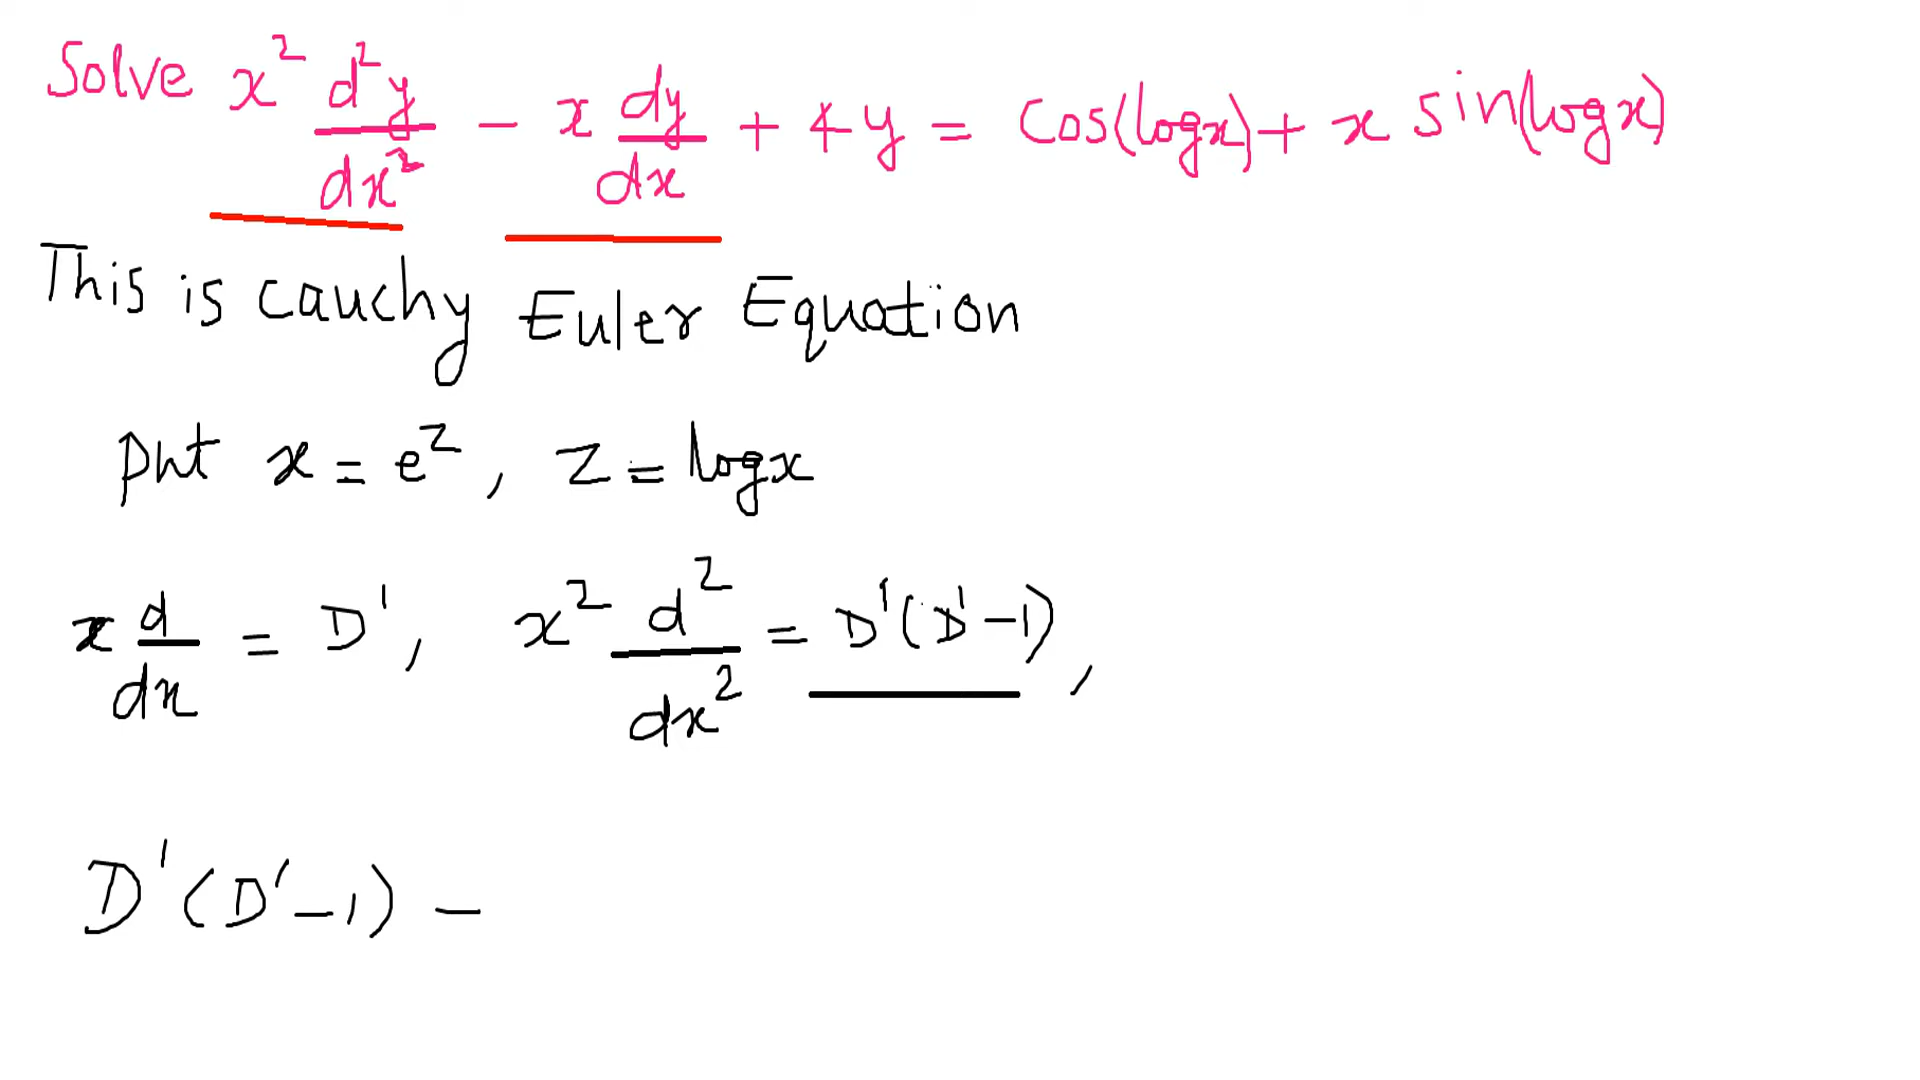 Solve x² d²y/dx² - x dy/dx + 4y = cos(logx) + x sin(logx)
This is cauchy Euler Equation
put x = e^z, z = logx
x d/dx = D', x² d²/dx² = D'(D'-1),
D'(D'-1) -